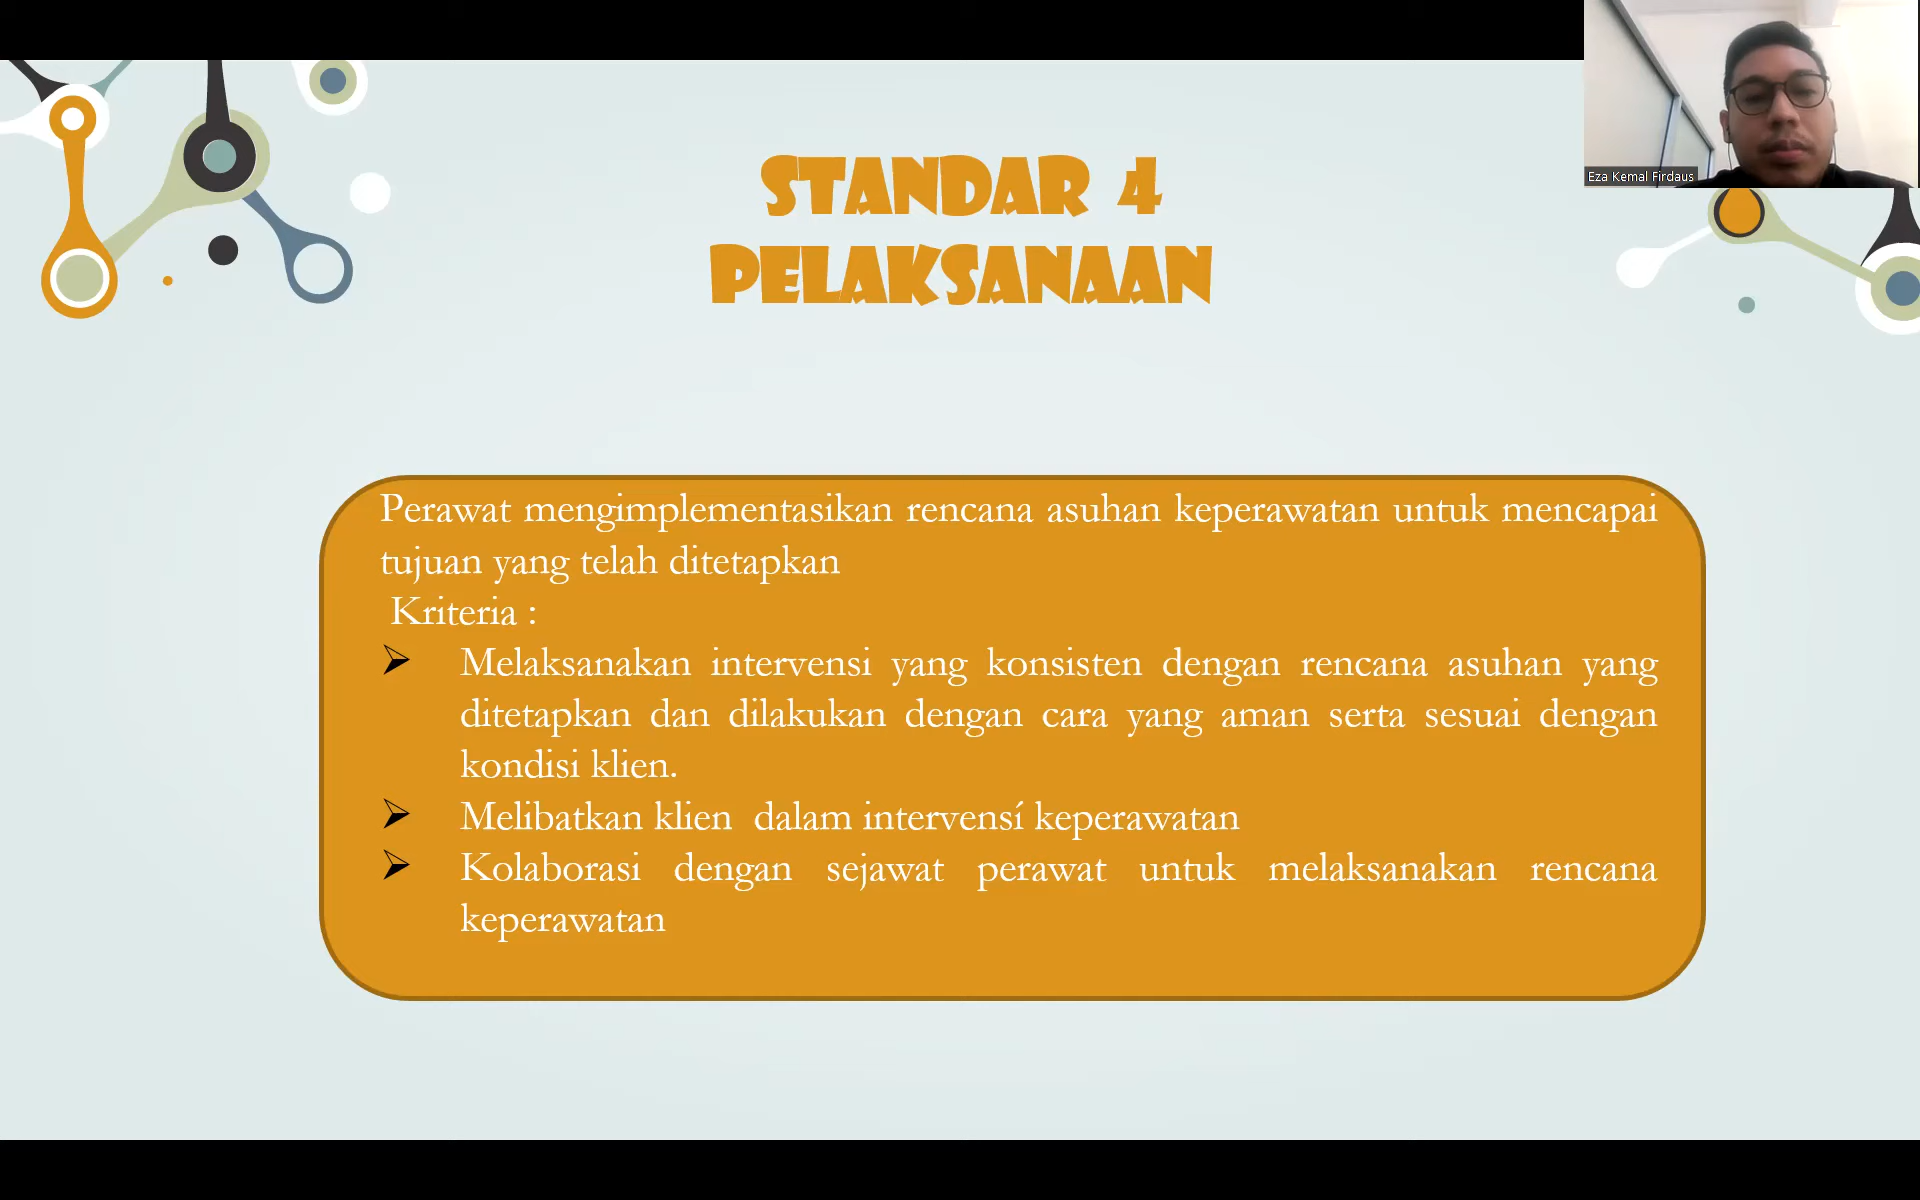 Eza Kemal Firdaus
STANDAR 4
PELAKSANAAN
Perawat mengimplementasikan rencana asuhan keperawatan untuk mencapai
tujuan yang telah ditetapkan
Kriteria :
➢ Melaksanakan intervensi yang konsisten dengan rencana asuhan yang
ditetapkan dan dilakukan dengan cara yang aman serta sesuai dengan
kondisi klien.
➢ Melibatkan klien  dalam intervensí keperawatan
➢ Kolaborasi dengan sejawat perawat untuk melaksanakan rencana
keperawatan